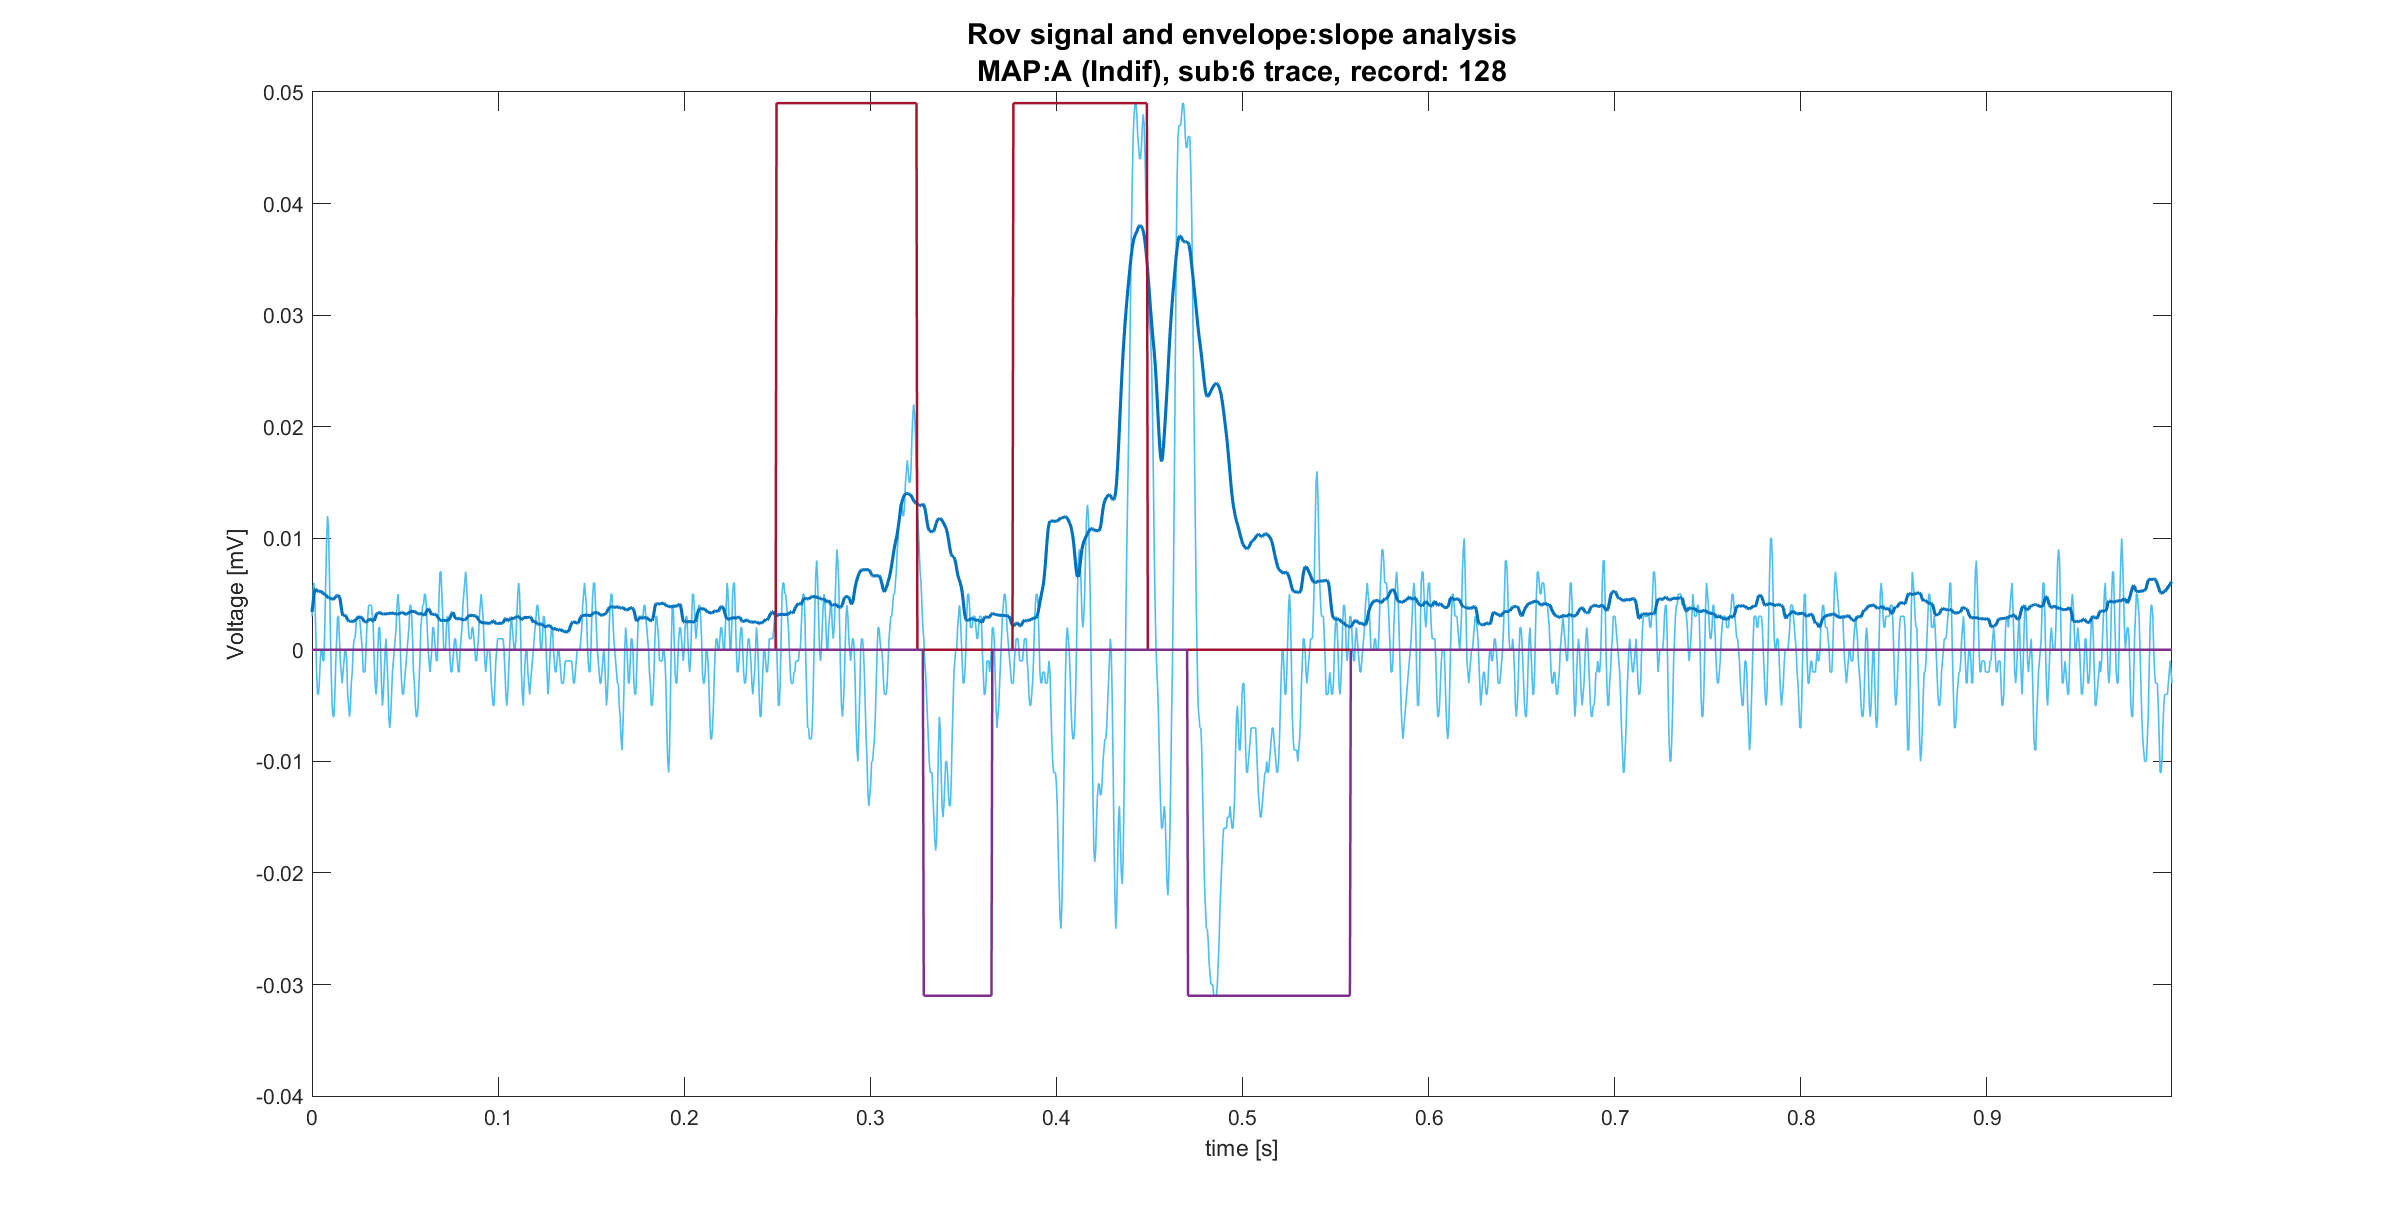 Rov signal and envelope:slope analysis
MAP:A (Indif), sub:6 trace, record: 128
0.05
0.04
0.03
0.02
0.01
0
-0.01
-0.02
-0.03
-0.04
Voltage [mV]
0 0.1 0.2 0.3 0.4 0.5 0.6 0.7 0.8 0.9
time [s]